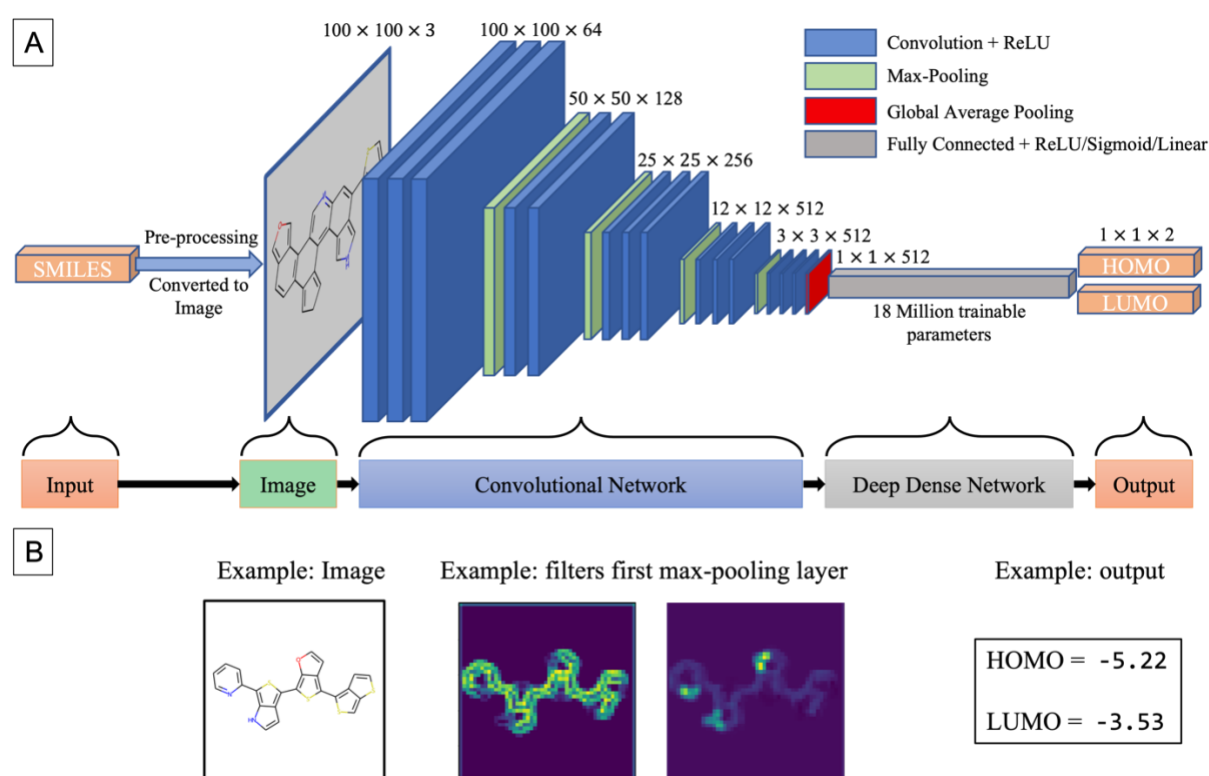 A
100 × 100 × 3
100 × 100 × 64
50 × 50 × 128
25 × 25 × 256
12 × 12 × 512
3 × 3 × 512
1 × 1 × 512
1 × 1 × 2
Convolution + ReLU
Max-Pooling
Global Average Pooling
Fully Connected + ReLU/Sigmoid/Linear
SMILES
Pre-processing
Converted to
Image
18 Million trainable
parameters
HOMO
LUMO
Input
Image
Convolutional Network
Deep Dense Network
Output
B
Example: Image
Example: filters first max-pooling layer
Example: output
O
S
S
S
S
N
HN
HOMO = -5.22
LUMO = -3.53